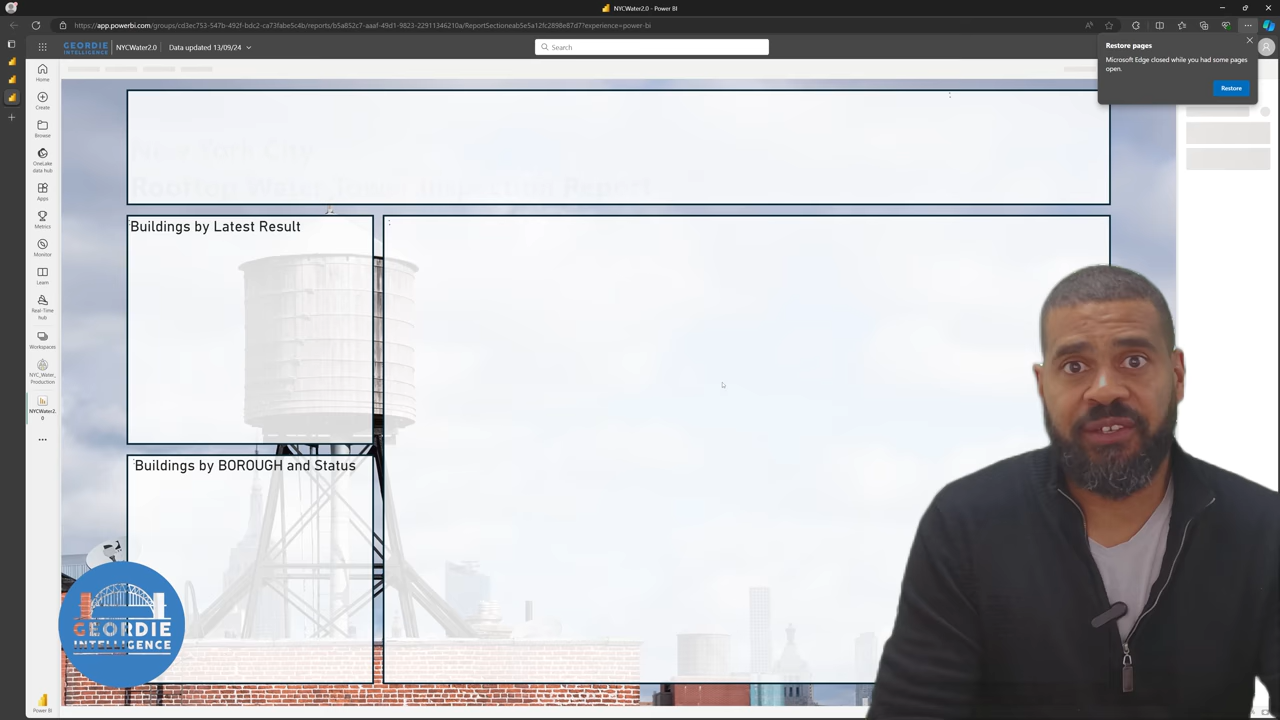 NYCWater2.0 - Power BI
https://app.powerbi.com/groups/cd3ec753-547b-492f-bdc2-ca73fabe5c4b/reports/b5a852c7-aaaf-49d1-9823-22911346210a/ReportSectioneab5e5a12fc2898e87d7?experience=power-bi
GEORDIE
INTELLIGENCE
NYCWater2.0
Data updated 13/09/24
Search
Restore pages
Microsoft Edge closed while you had some pages
open.
Restore
Home
Create
Browse
OneLake
data hub
Apps
Metrics
Monitor
Learn
Real-Time
hub
Workspaces
NYC_Water_
Production
NYCWater2.
0
Power BI
New York City
Rooftop Water Tower Inspection Report
Buildings by Latest Result
Buildings by BOROUGH and Status
GEORDIE
INTELLIGENCE